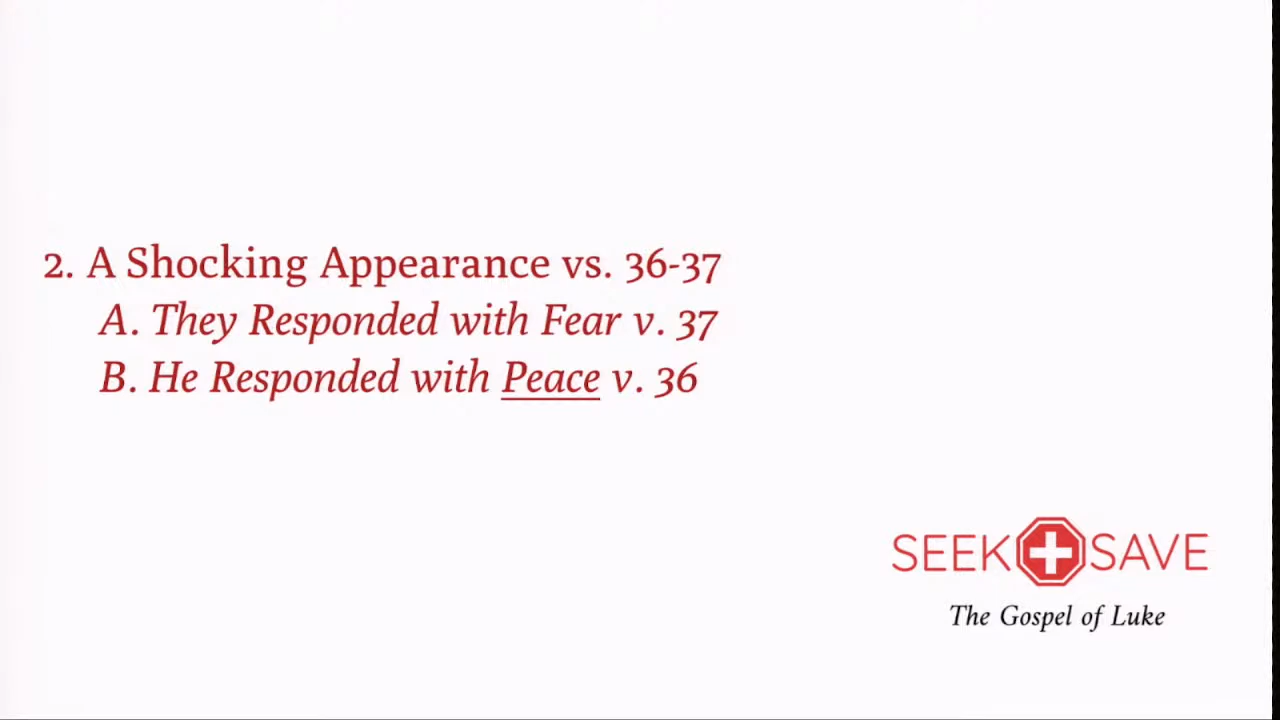 2. A Shocking Appearance vs. 36-37
A. They Responded with Fear v. 37
B. He Responded with Peace v. 36
SEEK SAVE
The Gospel of Luke